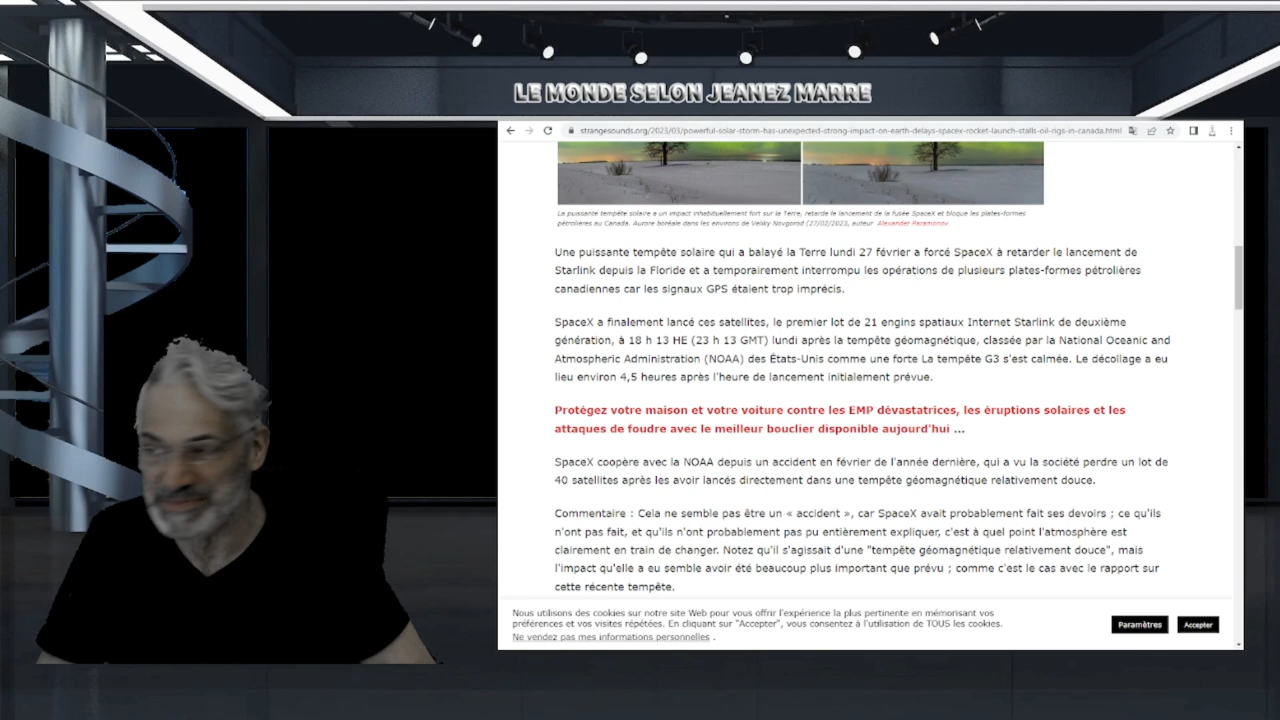 LE MONDE SELON JEANEZ MARRE
strangesounds.org/2023/03/powerful-solar-storm-has-unexpected-strong-impact-on-earth-delays-spacex-rocket-launch-stalls-oil-rigs-in-canada.html
La puissante tempête solaire a un impact inhabituellement fort sur la Terre, retarde le lancement de la fusée SpaceX et bloque les plates-formes
pétrolières au Canada. Aurore boréale dans les environs de Veliky Novgorod (27/02/2023, auteur Alexander Paramonov
Une puissante tempête solaire qui a balayé la Terre lundi 27 février a forcé SpaceX à retarder le lancement de
Starlink depuis la Floride et a temporairement interrompu les opérations de plusieurs plates-formes pétrolières
canadiennes car les signaux GPS étaient trop imprécis.
SpaceX a finalement lancé ces satellites, le premier lot de 21 engins spatiaux Internet Starlink de deuxième
génération, à 18 h 13 HE (23 h 13 GMT) lundi après la tempête géomagnétique, classée par la National Oceanic and
Atmospheric Administration (NOAA) des États-Unis comme une forte La tempête G3 s'est calmée. Le décollage a eu
lieu environ 4,5 heures après l'heure de lancement initialement prévue.
Protégez votre maison et votre voiture contre les EMP dévastatrices, les éruptions solaires et les
attaques de foudre avec le meilleur bouclier disponible aujourd'hui ...
SpaceX coopère avec la NOAA depuis un accident en février de l'année dernière, qui a vu la société perdre un lot de
40 satellites après les avoir lancés directement dans une tempête géomagnétique relativement douce.
Commentaire : Cela ne semble pas être un « accident », car SpaceX avait probablement fait ses devoirs ; ce qu'ils
n'ont pas fait, et qu'ils n'ont probablement pas pu entièrement expliquer, c'est à quel point l'atmosphère est
clairement en train de changer. Notez qu'il s'agissait d'une "tempête géomagnétique relativement douce", mais
l'impact qu'elle a eu semble avoir été beaucoup plus important que prévu ; comme c'est le cas avec le rapport sur
cette récente tempête.
Nous utilisons des cookies sur notre site Web pour vous offrir l'expérience la plus pertinente en mémorisant vos
préférences et vos visites répétées. En cliquant sur "Accepter", vous consentez à l'utilisation de TOUS les cookies.
Ne vendez pas mes informations personnelles .
Paramètres Accepter